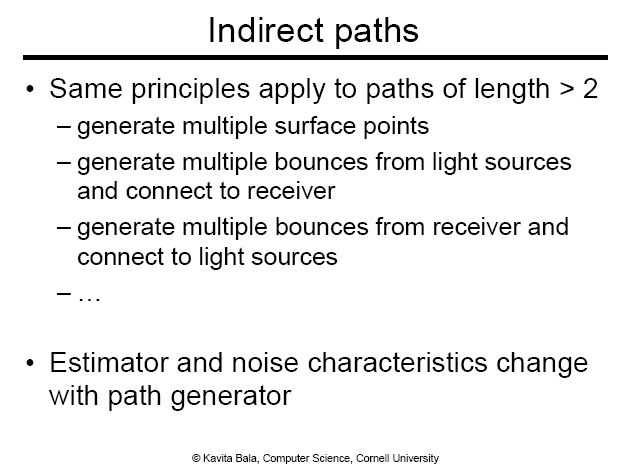 Indirect paths
• Same principles apply to paths of length > 2
– generate multiple surface points
– generate multiple bounces from light sources
and connect to receiver
– generate multiple bounces from receiver and
connect to light sources
– …
• Estimator and noise characteristics change
with path generator
© Kavita Bala, Computer Science, Cornell University